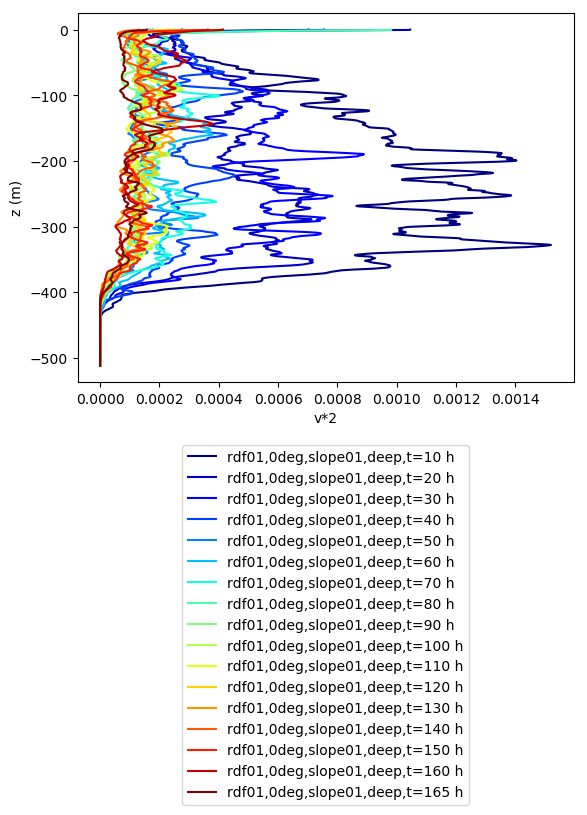 0
−100
−200
−300
−400
−500
z (m)
0.0000 0.0002 0.0004 0.0006 0.0008 0.0010 0.0012 0.0014
v*2
rdf01,0deg,slope01,deep,t=10 h
rdf01,0deg,slope01,deep,t=20 h
rdf01,0deg,slope01,deep,t=30 h
rdf01,0deg,slope01,deep,t=40 h
rdf01,0deg,slope01,deep,t=50 h
rdf01,0deg,slope01,deep,t=60 h
rdf01,0deg,slope01,deep,t=70 h
rdf01,0deg,slope01,deep,t=80 h
rdf01,0deg,slope01,deep,t=90 h
rdf01,0deg,slope01,deep,t=100 h
rdf01,0deg,slope01,deep,t=110 h
rdf01,0deg,slope01,deep,t=120 h
rdf01,0deg,slope01,deep,t=130 h
rdf01,0deg,slope01,deep,t=140 h
rdf01,0deg,slope01,deep,t=150 h
rdf01,0deg,slope01,deep,t=160 h
rdf01,0deg,slope01,deep,t=165 h